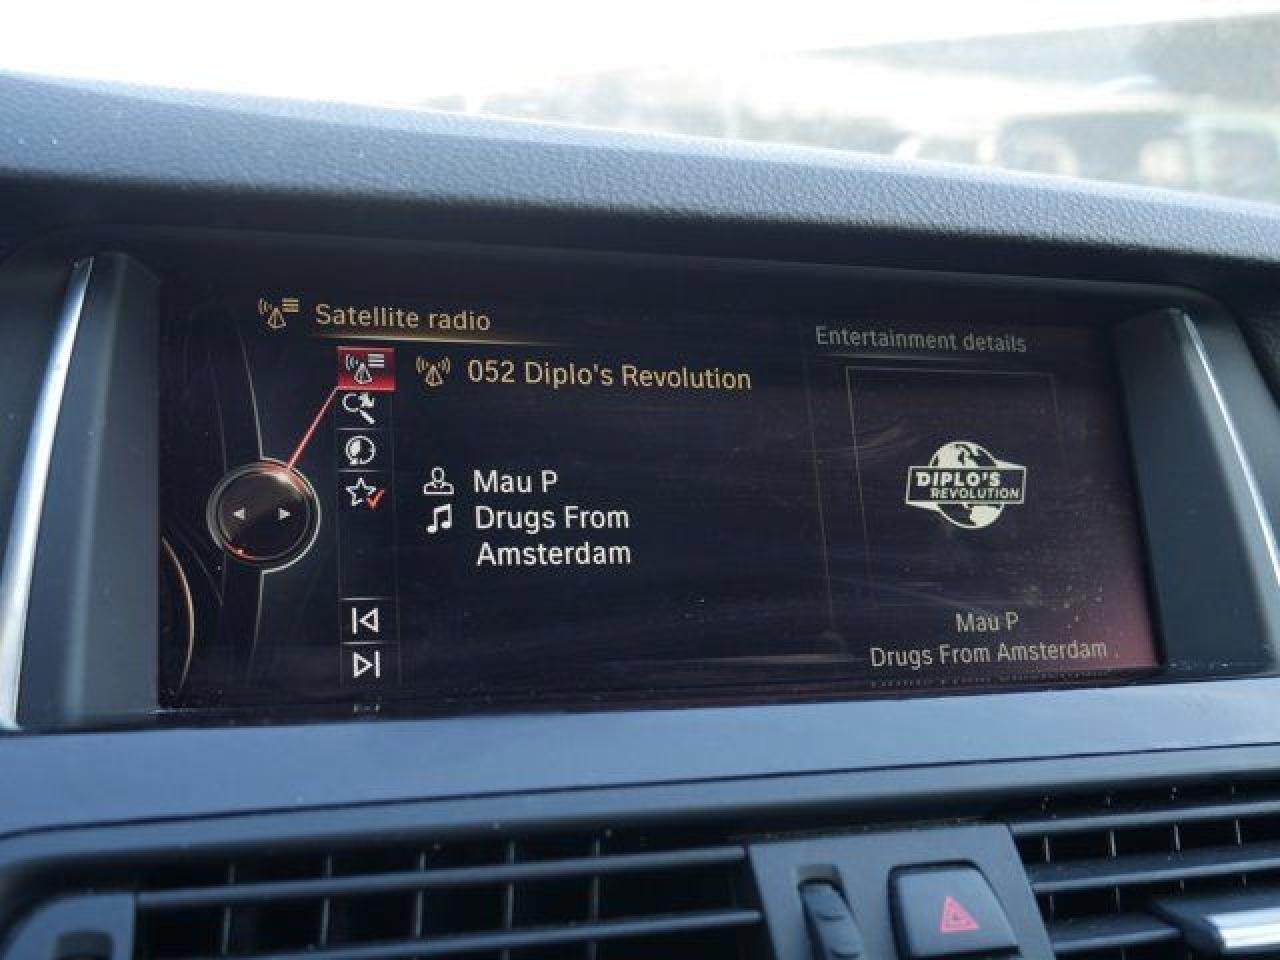 Satellite radio
052 Diplo's Revolution
Mau P
Drugs From
Amsterdam
Entertainment details
DIPLO'S
REVOLUTION
Mau P
Drugs From Amsterdam